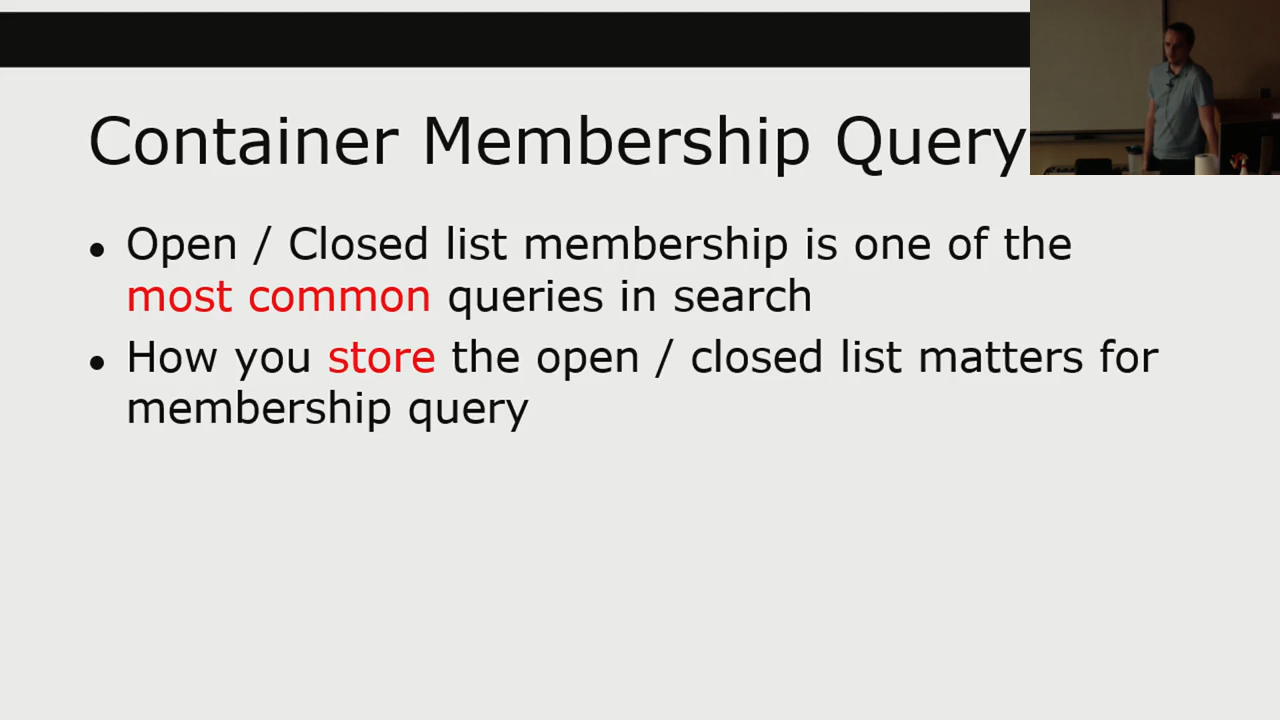 Container Membership Query
● Open / Closed list membership is one of the
most common queries in search
● How you store the open / closed list matters for
membership query